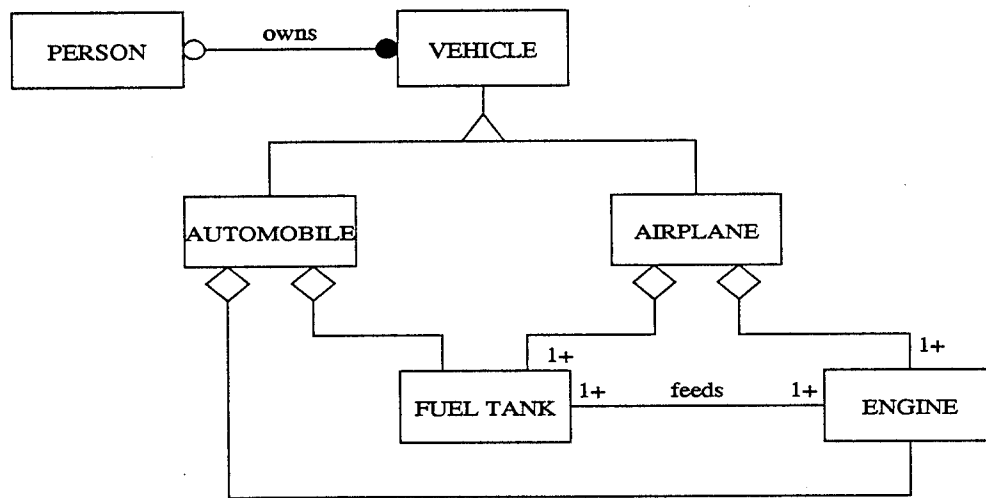 owns
PERSON
VEHICLE
AUTOMOBILE
AIRPLANE
1+
1+
1+
feeds
1+
FUEL TANK
ENGINE